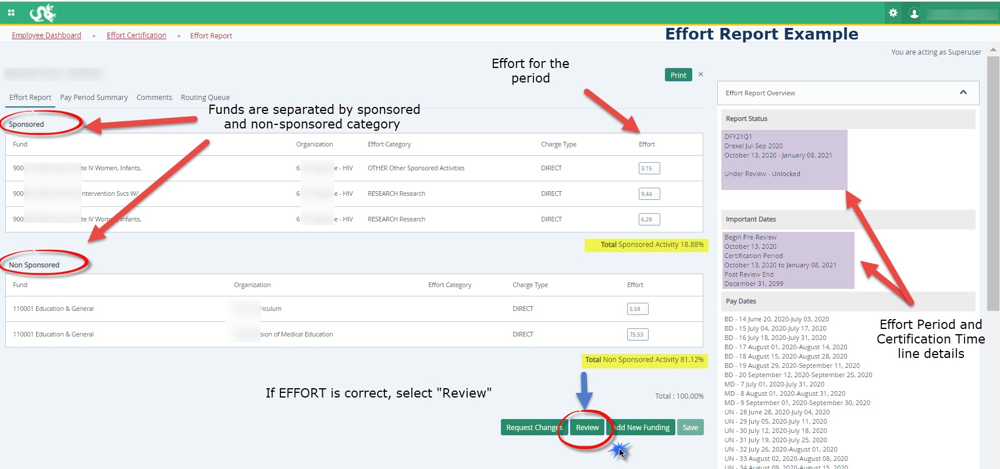 Employee Dashboard • Effort Certification • Effort Report
Effort Report Example
You are acting as Superuser
Effort for the
period
Print ×
Effort Report Pay Period Summary Comments Routing Queue
Funds are separated by sponsored
and non-sponsored category
Sponsored
Fund Organization Effort Category Charge Type Effort
900 te IV Women, Infants, 6 e - HIV OTHER Other Sponsored Activities DIRECT 3.15
900 ntervention Svcs W/ 6 e - HIV RESEARCH Research DIRECT 9.44
900 te IV Women, Infants, 6 e - HIV RESEARCH Research DIRECT 6.29
Total Sponsored Activity 18.88%
Non Sponsored
Fund Organization Effort Category Charge Type Effort
110001 Education & General riculum DIRECT 5.59
110001 Education & General sion of Medical Education DIRECT 75.53
Total Non Sponsored Activity 81.12%
If EFFORT is correct, select "Review"
Total : 100.00%
Request Changes Review Add New Funding Save
Effort Report Overview
Report Status
DFY21Q1
Drexel Jul-Sep 2020
October 13, 2020 - January 08, 2021
Under Review - Unlocked
Important Dates
Begin Pre-Review
October 13, 2020
Certification Period
October 13, 2020 to January 08, 2021
Post Review End
December 31, 2099
Pay Dates
BD - 14 June 20, 2020-July 03, 2020
BD - 15 July 04, 2020-July 17, 2020
BD - 16 July 18, 2020-July 31, 2020
BD - 17 August 01, 2020-August 14, 2020
BD - 18 August 15, 2020-August 28, 2020
BD - 19 August 29, 2020-September 11, 2020
BD - 20 September 12, 2020-September 25, 2020
MD - 7 July 01, 2020-July 31, 2020
MD - 8 August 01, 2020-August 31, 2020
MD - 9 September 01, 2020-September 30, 2020
UN - 28 June 28, 2020-July 04, 2020
UN - 29 July 05, 2020-July 11, 2020
UN - 30 July 12, 2020-July 18, 2020
UN - 31 July 19, 2020-July 25, 2020
UN - 32 July 26, 2020-August 01, 2020
UN - 33 August 02, 2020-August 08, 2020
UN - 34 August 09, 2020-August 15, 2020
Effort Period and
Certification Time
line details